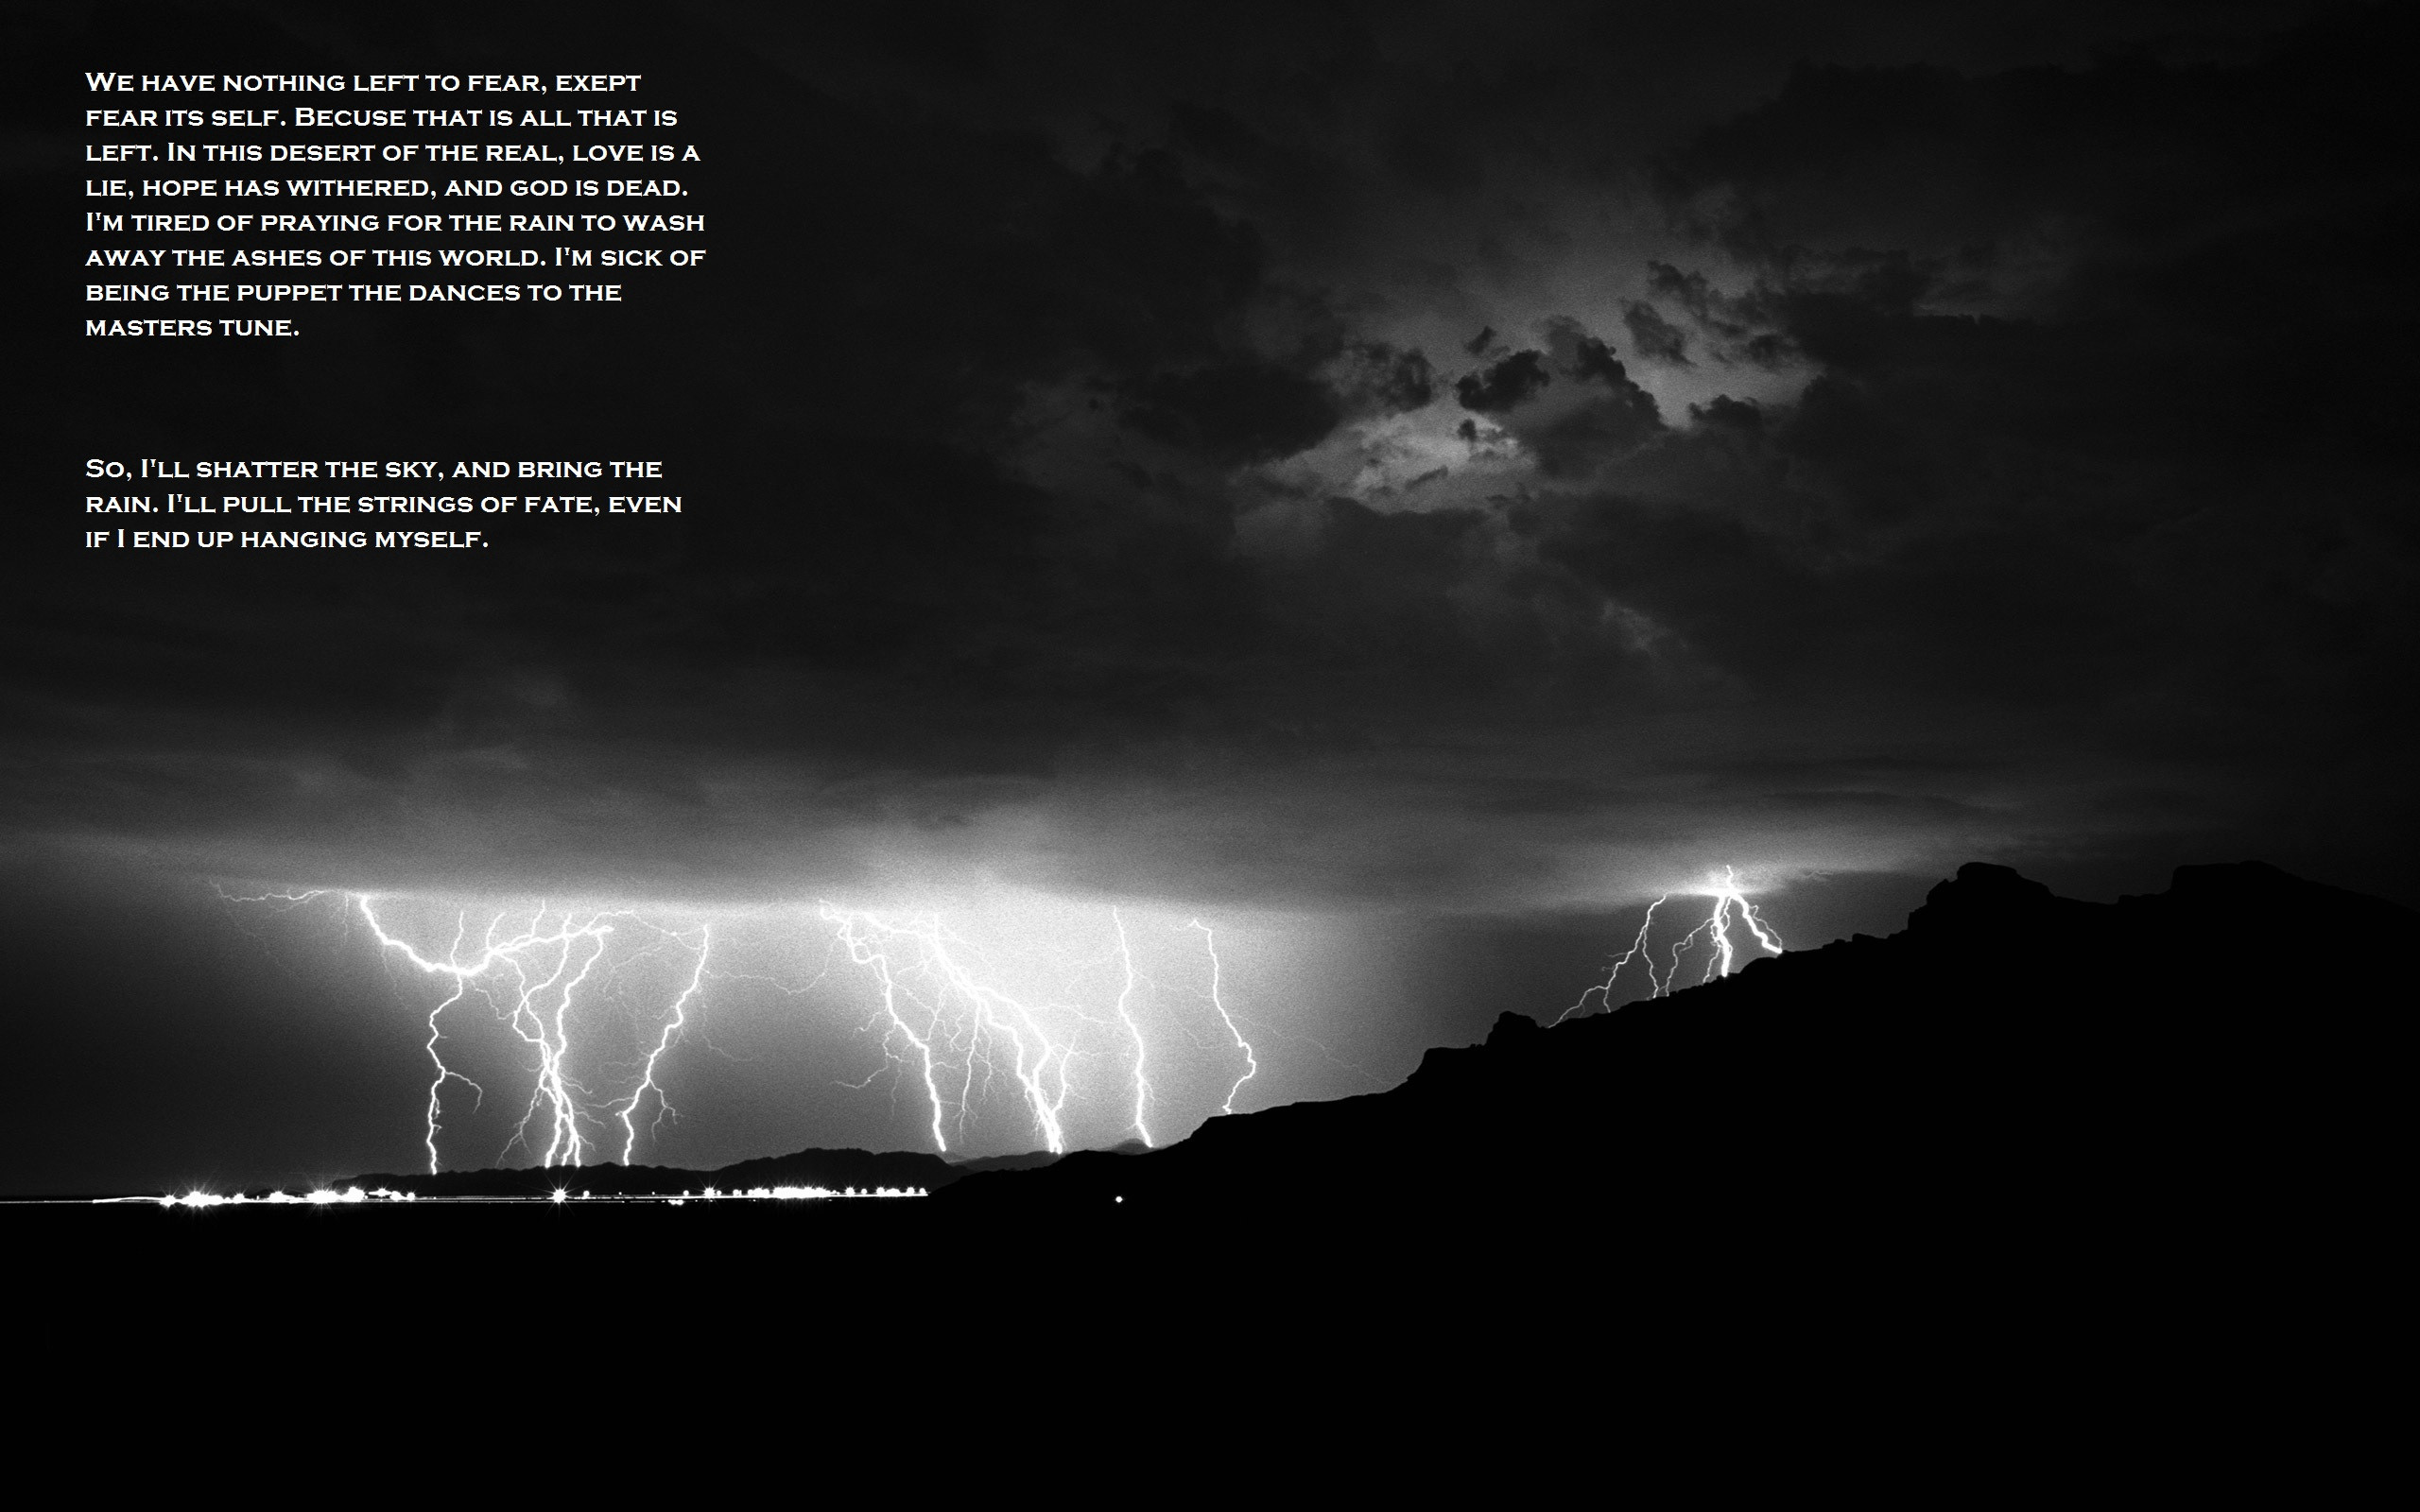 We have nothing left to fear, exept
fear its self. Becuse that is all that is
left. In this desert of the real, love is a
lie, hope has withered, and god is dead.
I'm tired of praying for the rain to wash
away the ashes of this world. I'm sick of
being the puppet the dances to the
masters tune.
So, I'll shatter the sky, and bring the
rain. I'll pull the strings of fate, even
if I end up hanging myself.